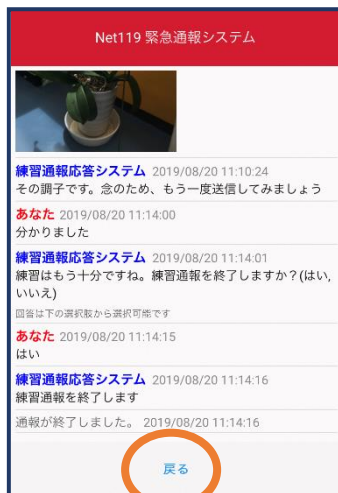 Net119 緊急通報システム
練習通報応答システム 2019/08/20 11:10:24
その調子です。念のため、もう一度送信してみましょう
あなた 2019/08/20 11:14:00
分かりました
練習通報応答システム 2019/08/20 11:14:01
練習はもう十分ですね。練習通報を終了しますか？(はい,
いいえ)
回答は下の選択肢から選択可能です
あなた 2019/08/20 11:14:15
はい
練習通報応答システム 2019/08/20 11:14:16
練習通報を終了します
通報が終了しました。 2019/08/20 11:14:16
戻る